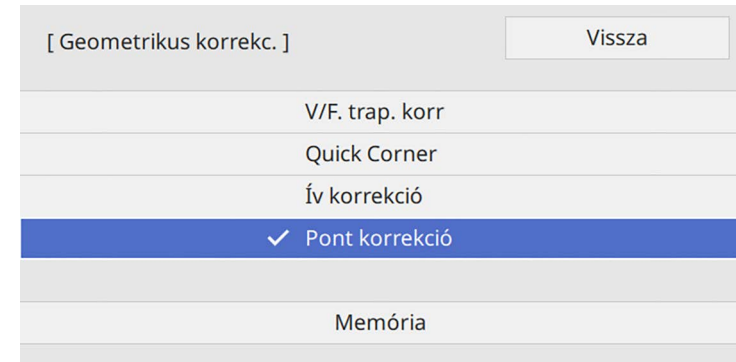 [ Geometrikus korrekc. ]
Vissza
V/F. trap. korr
Quick Corner
Ív korrekció
Pont korrekció
Memória